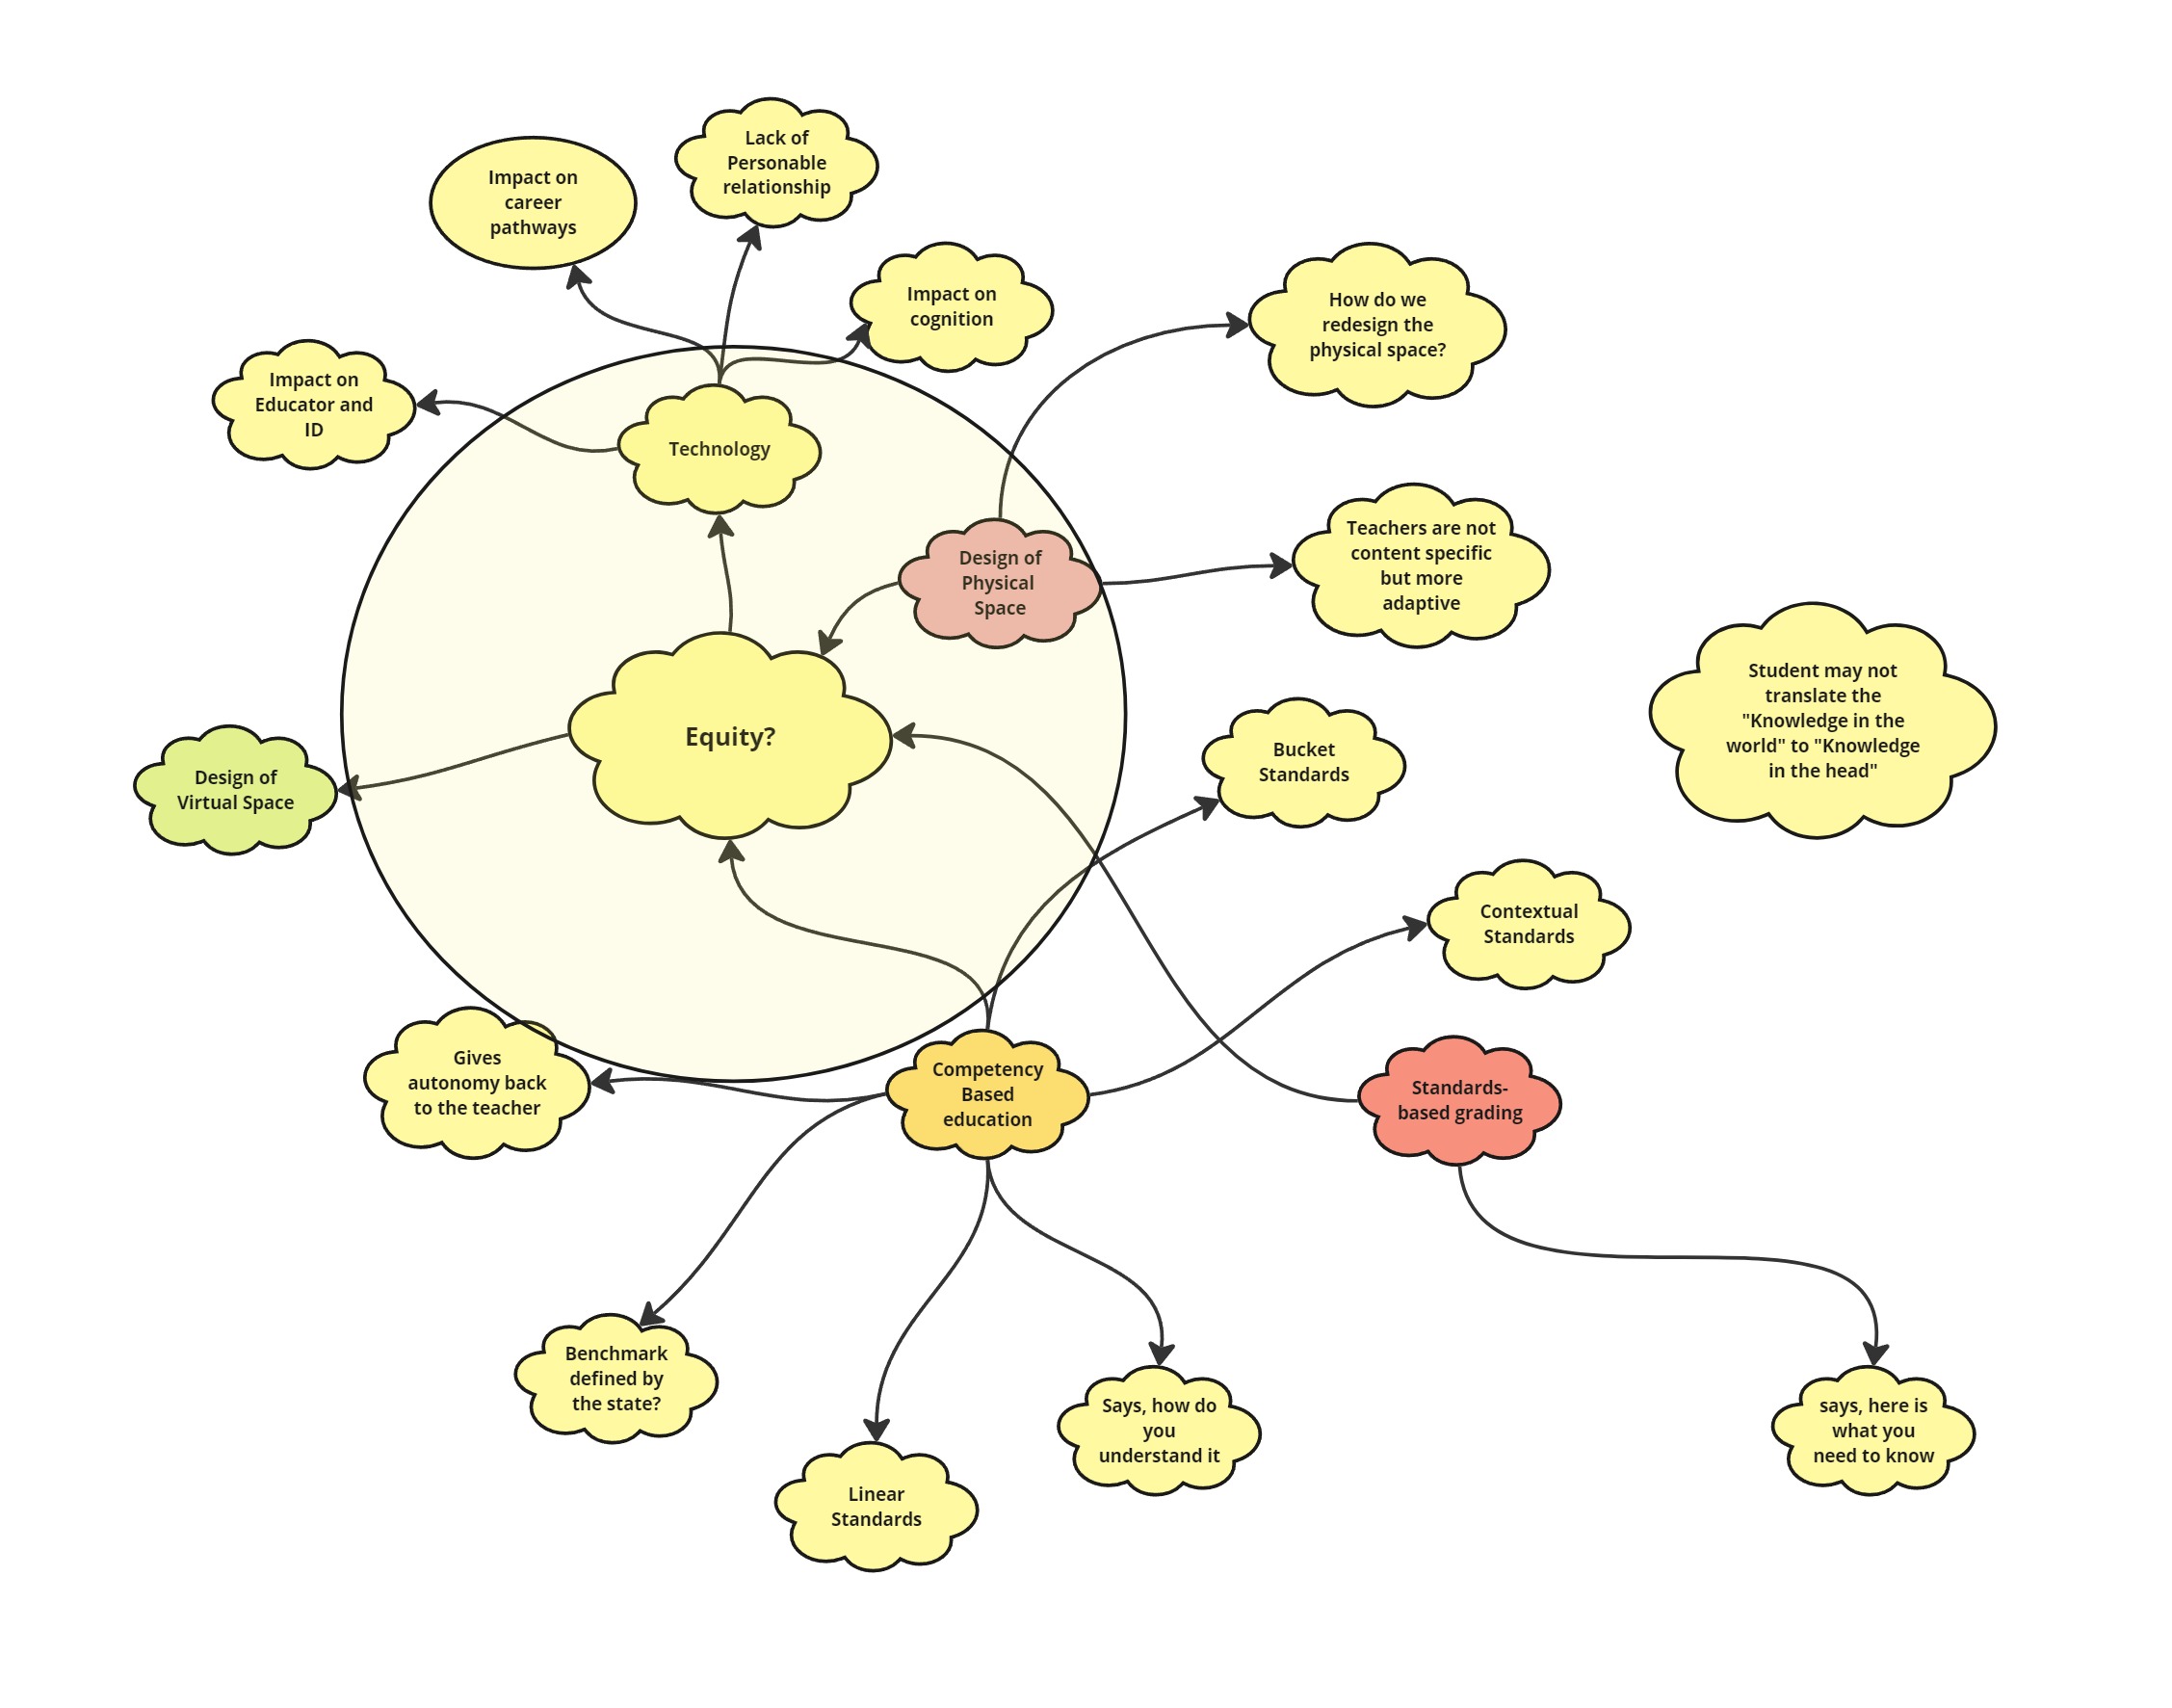 Lack of
Personable
relationship
Impact on
career
pathways
Impact on
cognition
How do we
redesign the
physical space?
Impact on
Educator and
ID
Technology
Teachers are not
content specific
but more
adaptive
Design of
Physical
Space
Student may not
translate the
"Knowledge in the
world" to "Knowledge
in the head"
Equity?
Bucket
Standards
Design of
Virtual Space
Contextual
Standards
Gives
autonomy back
to the teacher
Competency
Based
education
Standards-
based grading
Benchmark
defined by
the state?
Says, how do
you
understand it
says, here is
what you
need to know
Linear
Standards